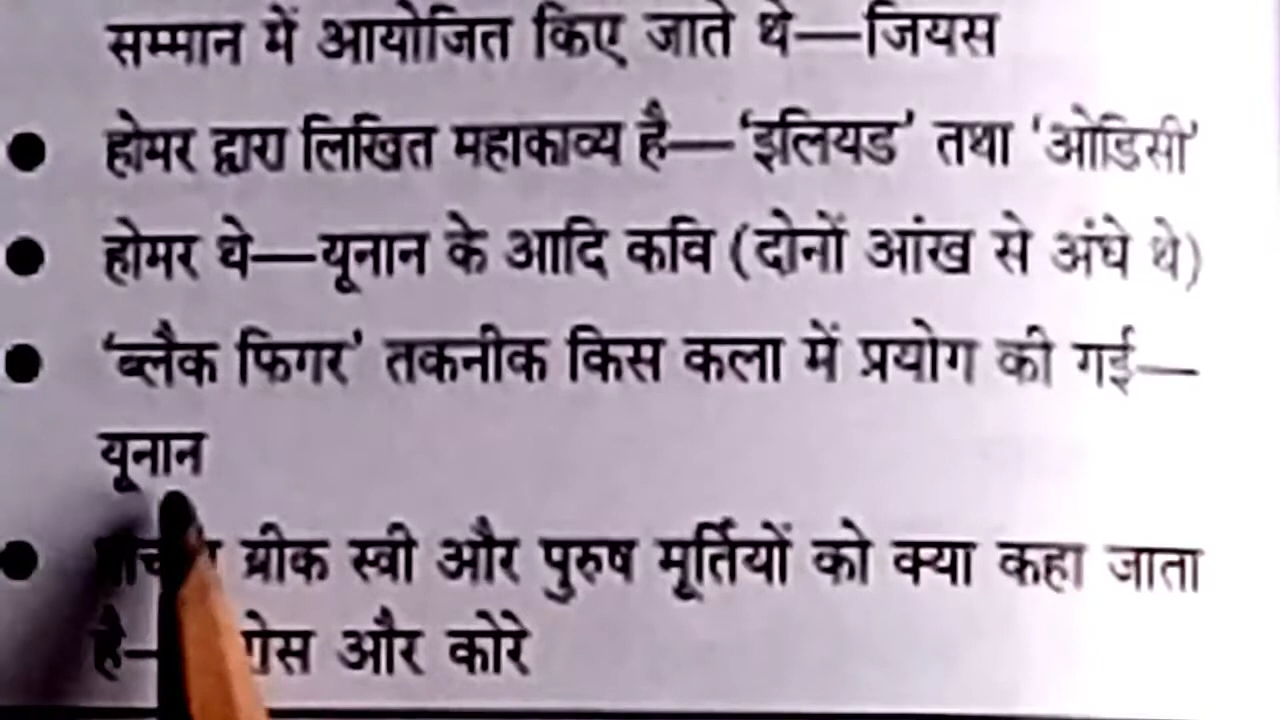 सम्मान में आयोजित किए जाते थे—जियस
● होमर द्वारा लिखित महाकाव्य है—‘इलियड’ तथा ‘ओडिसी’
● होमर थे—यूनान के आदि कवि (दोनों आंख से अंघे थे)
● ‘ब्लैक फिगर’ तकनीक किस कला में प्रयोग की गई—
यूनान
● ग्रीक स्त्री और पुरुष मूर्तियों को क्या कहा जाता
है— और कोरे